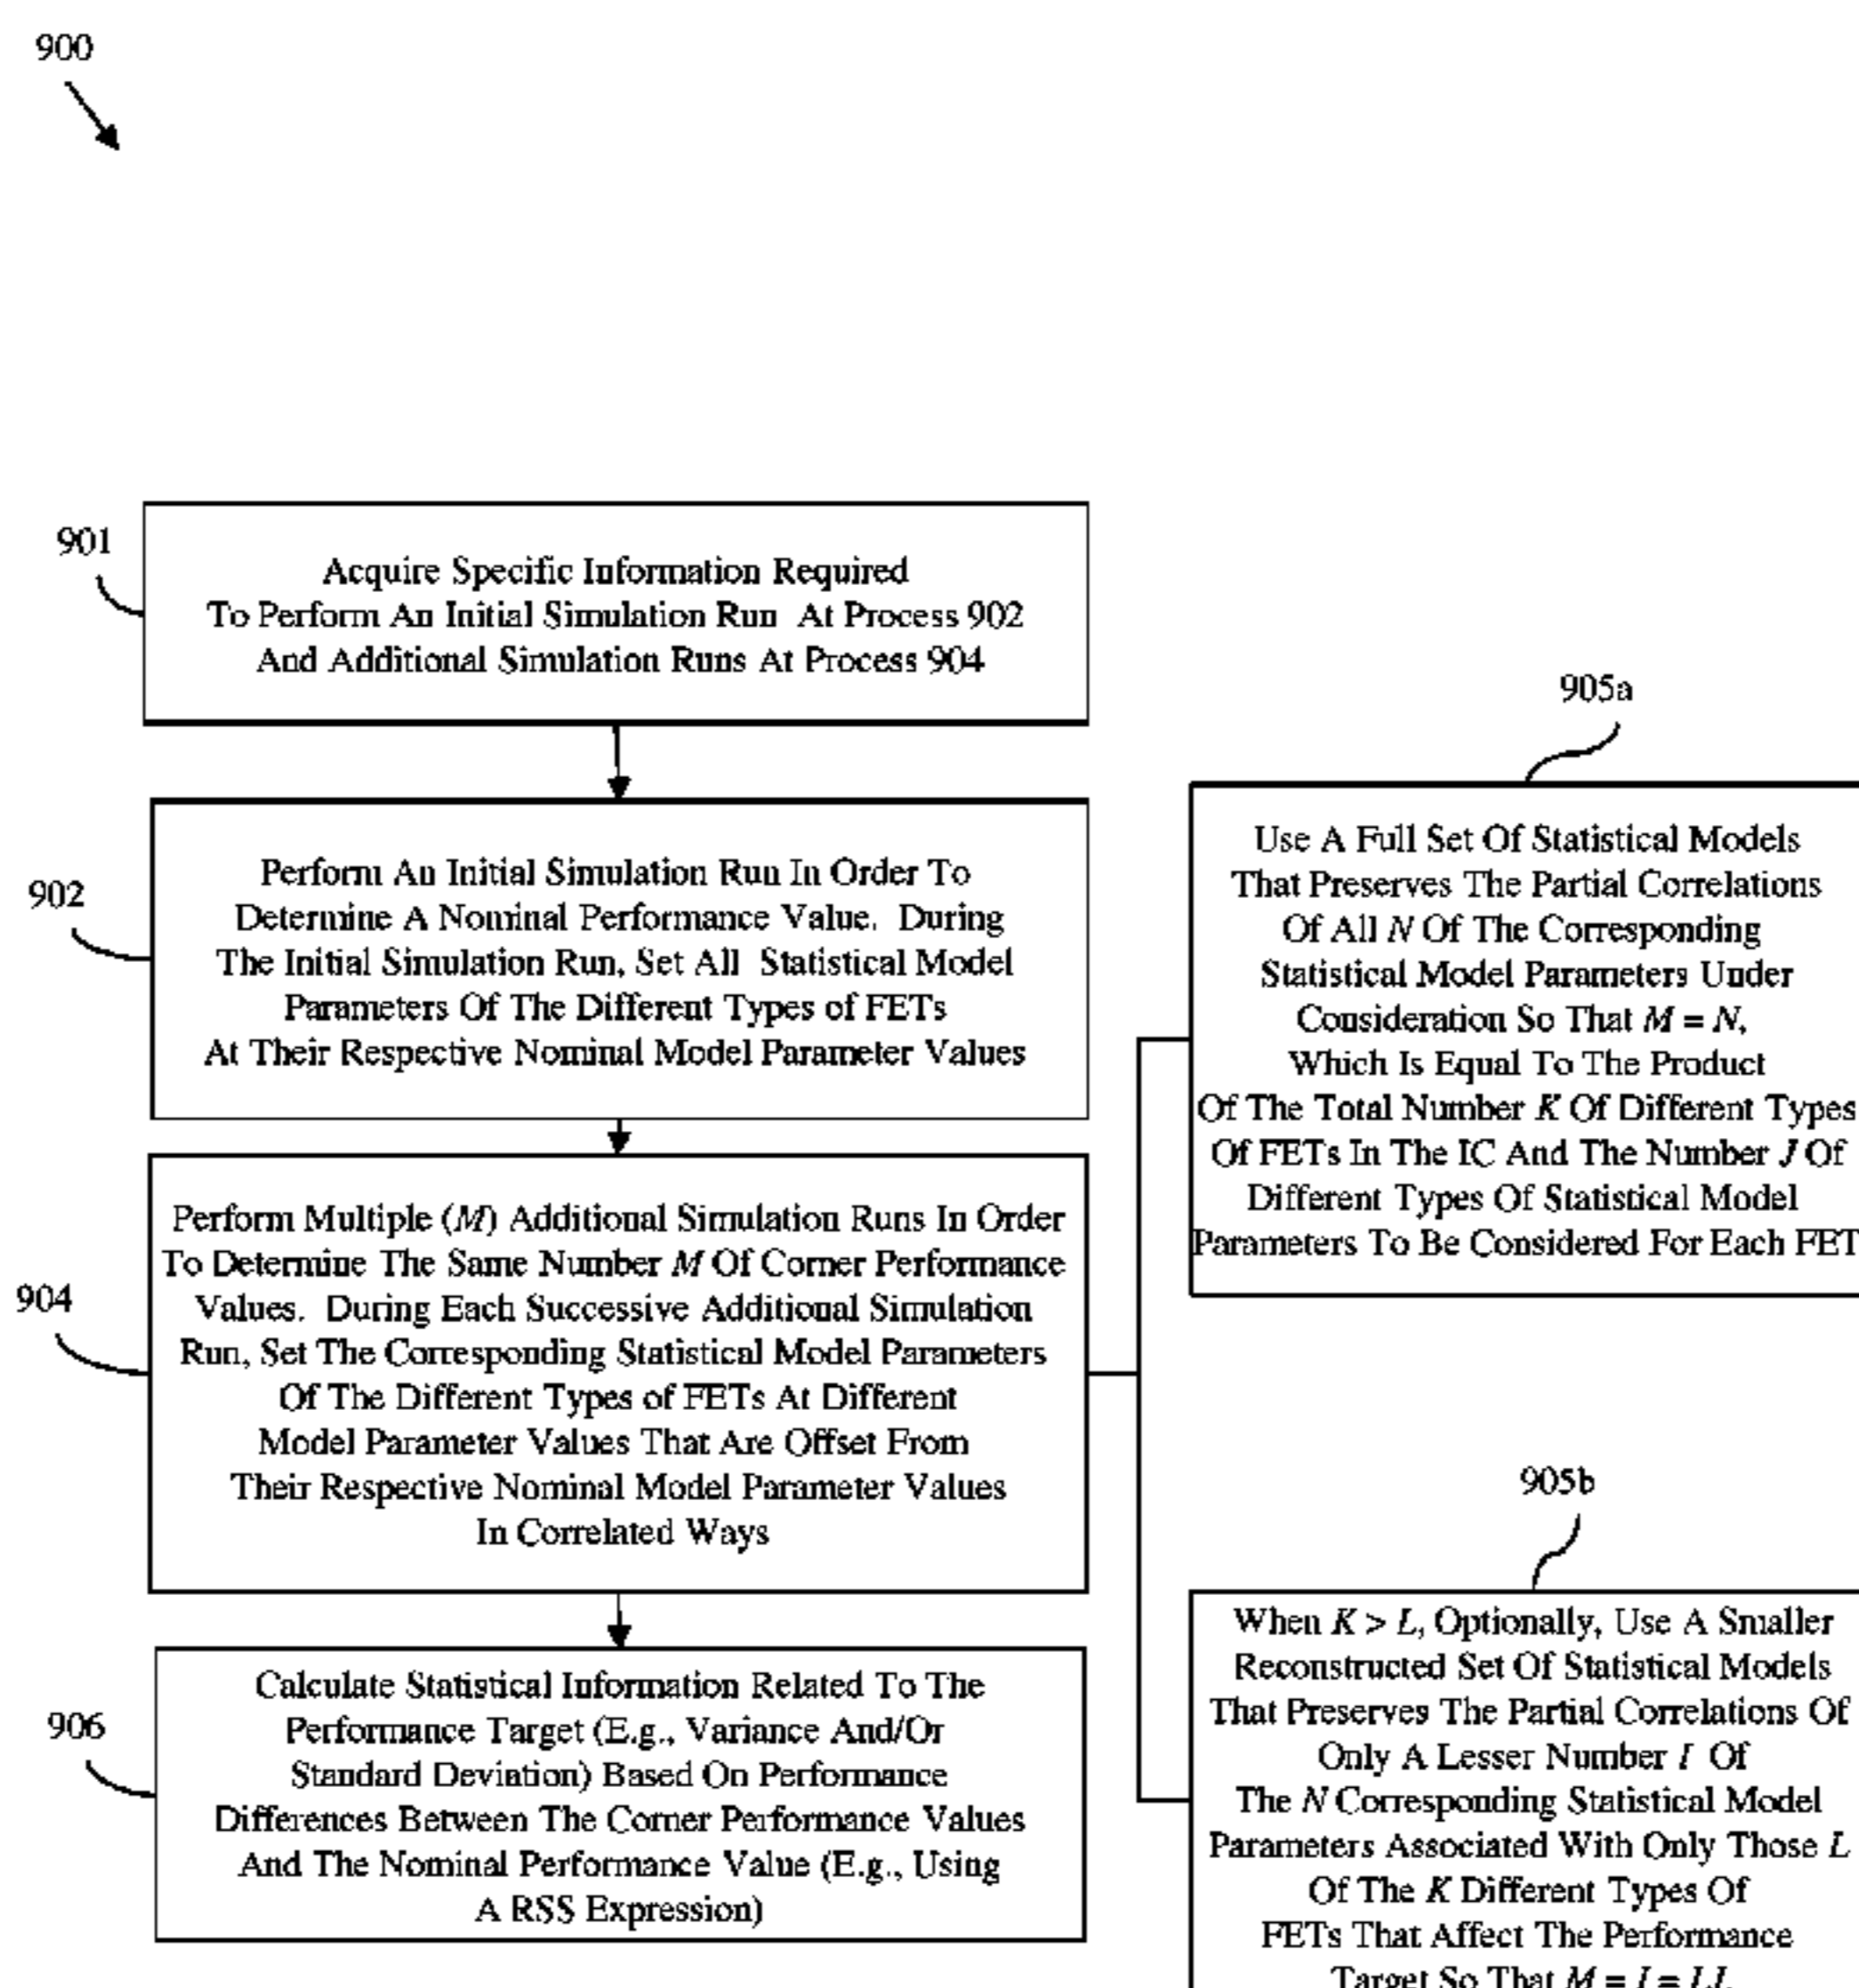 900
901
Acquire Specific Information Required
To Perform An Initial Simulation Run At Process 902
And Additional Simulation Runs At Process 904
902
Perform An Initial Simulation Run In Order To
Determine A Nominal Performance Value. During
The Initial Simulation Run, Set All Statistical Model
Parameters Of The Different Types of FETs
At Their Respective Nominal Model Parameter Values
904
Perform Multiple (M) Additional Simulation Runs In Order
To Determine The Same Number M Of Corner Performance
Values. During Each Successive Additional Simulation
Run, Set The Corresponding Statistical Model Parameters
Of The Different Types of FETs At Different
Model Parameter Values That Are Offset From
Their Respective Nominal Model Parameter Values
In Correlated Ways
906
Calculate Statistical Information Related To The
Performance Target (E.g., Variance And/Or
Standard Deviation) Based On Performance
Differences Between The Corner Performance Values
And The Nominal Performance Value (E.g., Using
A RSS Expression)
905a
Use A Full Set Of Statistical Models
That Preserves The Partial Correlations
Of All N Of The Corresponding
Statistical Model Parameters Under
Consideration So That M = N,
Which Is Equal To The Product
Of The Total Number K Of Different Types
Of FETs In The IC And The Number J Of
Different Types Of Statistical Model
Parameters To Be Considered For Each FET
905b
When K > L, Optionally, Use A Smaller
Reconstructed Set Of Statistical Models
That Preserves The Partial Correlations Of
Only A Lesser Number I Of
The N Corresponding Statistical Model
Parameters Associated With Only Those L
Of The K Different Types Of
FETs That Affect The Performance
Target So That M = I = LJ